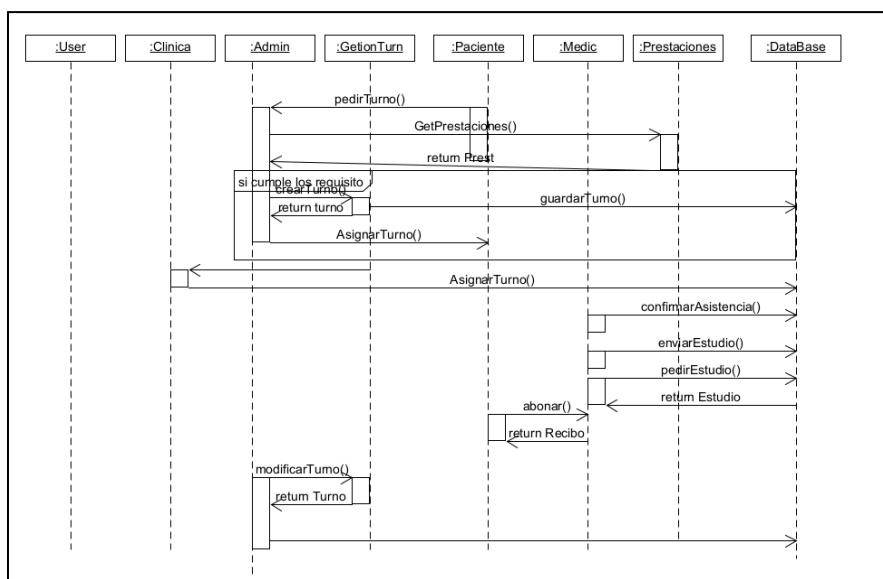 :User
:Clinica
:Admin
:GetionTurn
:Paciente
:Medic
:Prestaciones
:DataBase
pedirTurno()
GetPrestaciones()
return Prest
si cumple los requisito
crearTurno()
return turno
guardarTurno()
AsignarTurno()
AsignarTurno()
confirmarAsistencia()
enviarEstudio()
pedirEstudio()
return Estudio
abonar()
return Recibo
modificarTurno()
return Turno